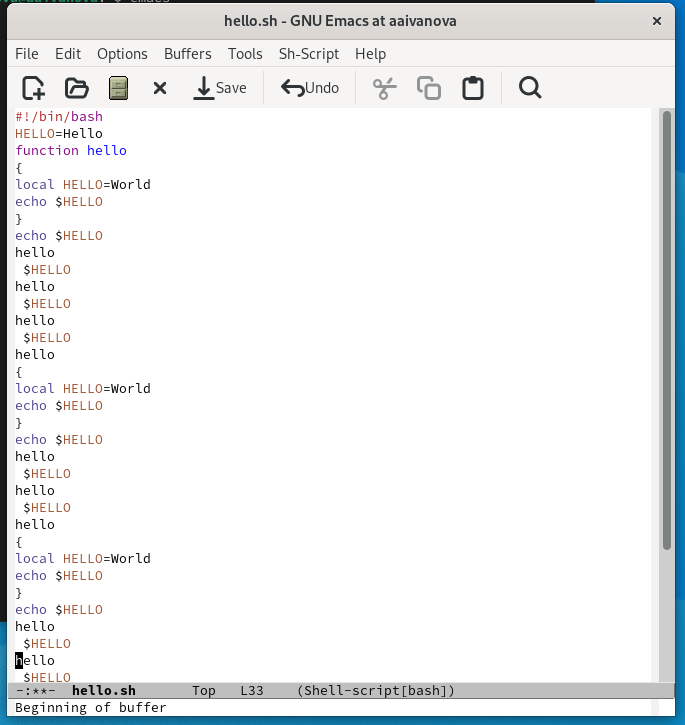 hello.sh - GNU Emacs at aaivanova
File Edit Options Buffers Tools Sh-Script Help
Save Undo
#!/bin/bash
HELLO=Hello
function hello
{
local HELLO=World
echo $HELLO
}
echo $HELLO
hello
 $HELLO
hello
 $HELLO
hello
 $HELLO
hello
{
local HELLO=World
echo $HELLO
}
echo $HELLO
hello
 $HELLO
hello
 $HELLO
hello
{
local HELLO=World
echo $HELLO
}
echo $HELLO
hello
 $HELLO
hello
 $HELLO
-:**- hello.sh Top L33 (Shell-script[bash])
Beginning of buffer